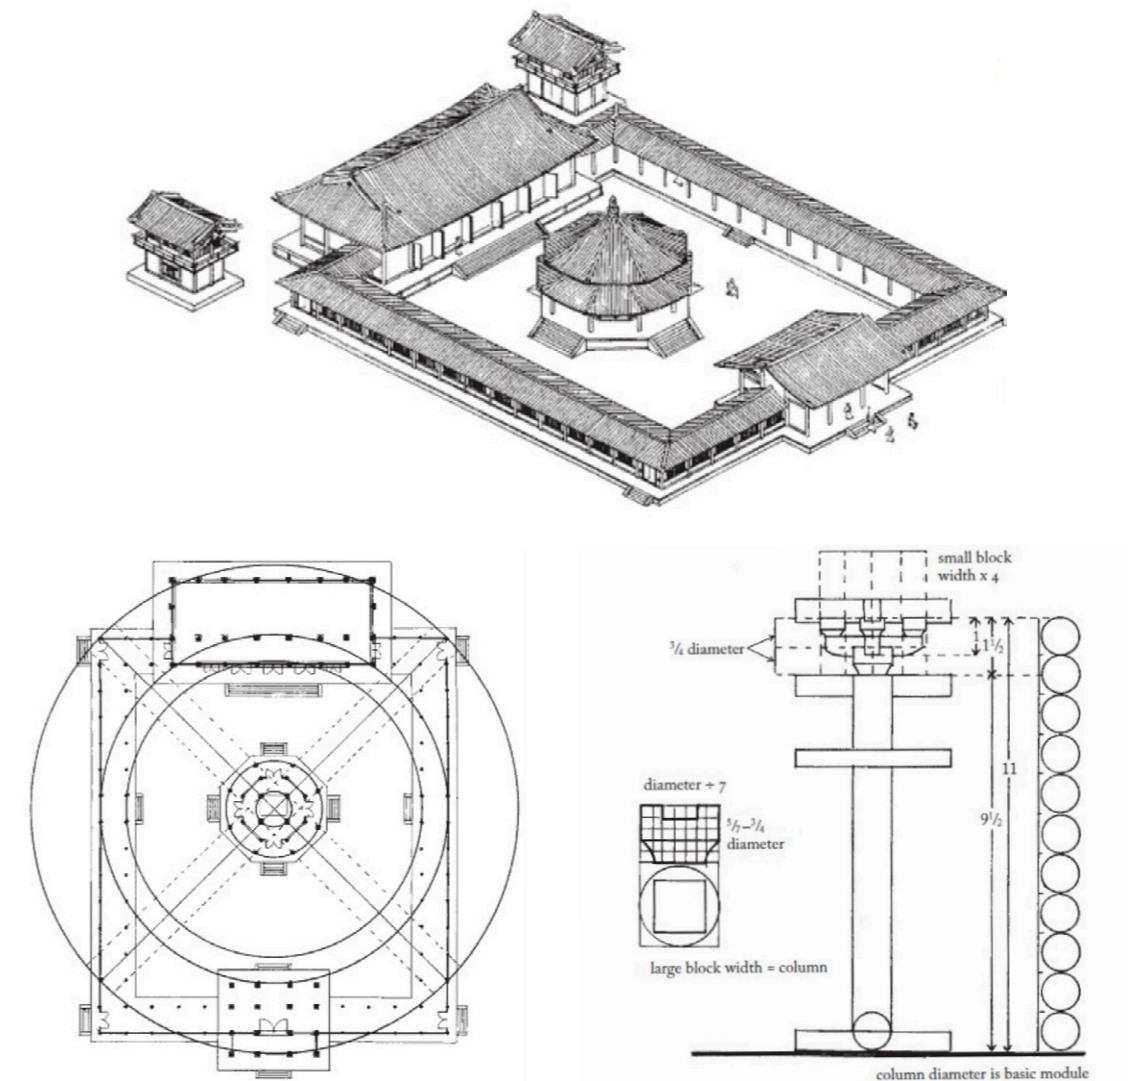 small block
width x 4
³/₄ diameter
1
1¹/₂
11
9¹/₂
diameter ÷ 7
⁵/₇–³/₄
diameter
large block width = column
column diameter is basic module